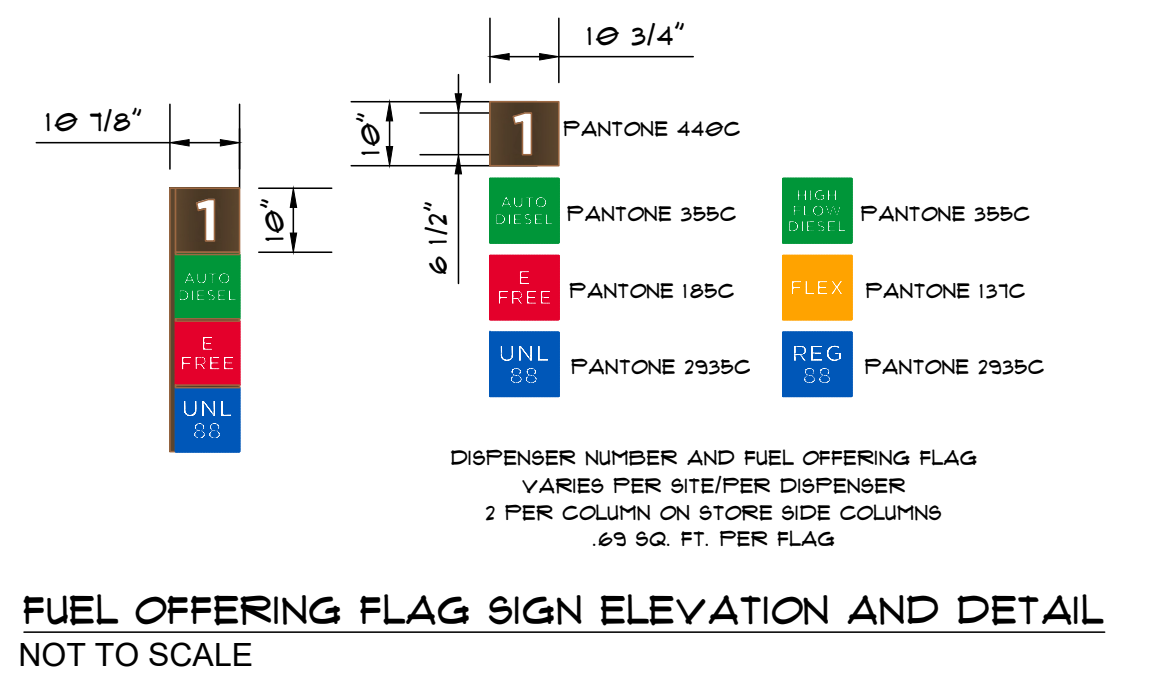 10 3/4"
10 7/8"
10"
6 1/2"
1
PANTONE 440C
AUTO
DIESEL
PANTONE 355C
E
FREE
PANTONE 185C
UNL
88
PANTONE 2935C
HIGH
FLOW
DIESEL
PANTONE 355C
FLEX
PANTONE 137C
REG
88
PANTONE 2935C
1
10"
AUTO
DIESEL
E
FREE
UNL
88
DISPENSER NUMBER AND FUEL OFFERING FLAG
VARIES PER SITE/PER DISPENSER
2 PER COLUMN ON STORE SIDE COLUMNS
.69 SQ. FT. PER FLAG
FUEL OFFERING FLAG SIGN ELEVATION AND DETAIL
NOT TO SCALE